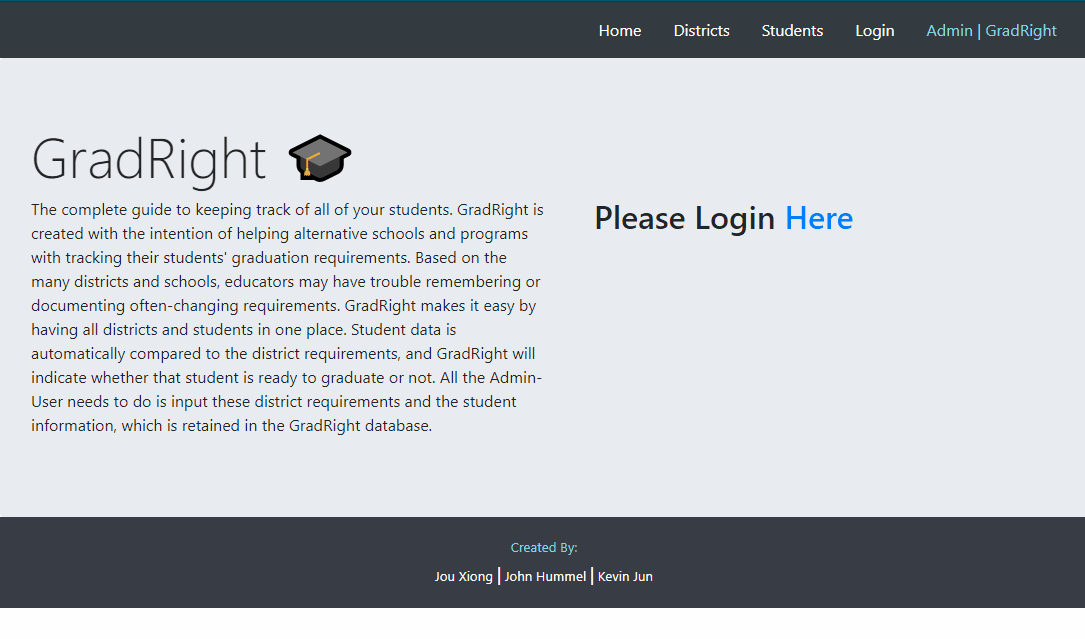 Home Districts Students Login Admin | GradRight
GradRight
The complete guide to keeping track of all of your students. GradRight is
created with the intention of helping alternative schools and programs
with tracking their students' graduation requirements. Based on the
many districts and schools, educators may have trouble remembering or
documenting often-changing requirements. GradRight makes it easy by
having all districts and students in one place. Student data is
automatically compared to the district requirements, and GradRight will
indicate whether that student is ready to graduate or not. All the Admin-
User needs to do is input these district requirements and the student
information, which is retained in the GradRight database.
Please Login Here
Created By:
Jou Xiong | John Hummel | Kevin Jun